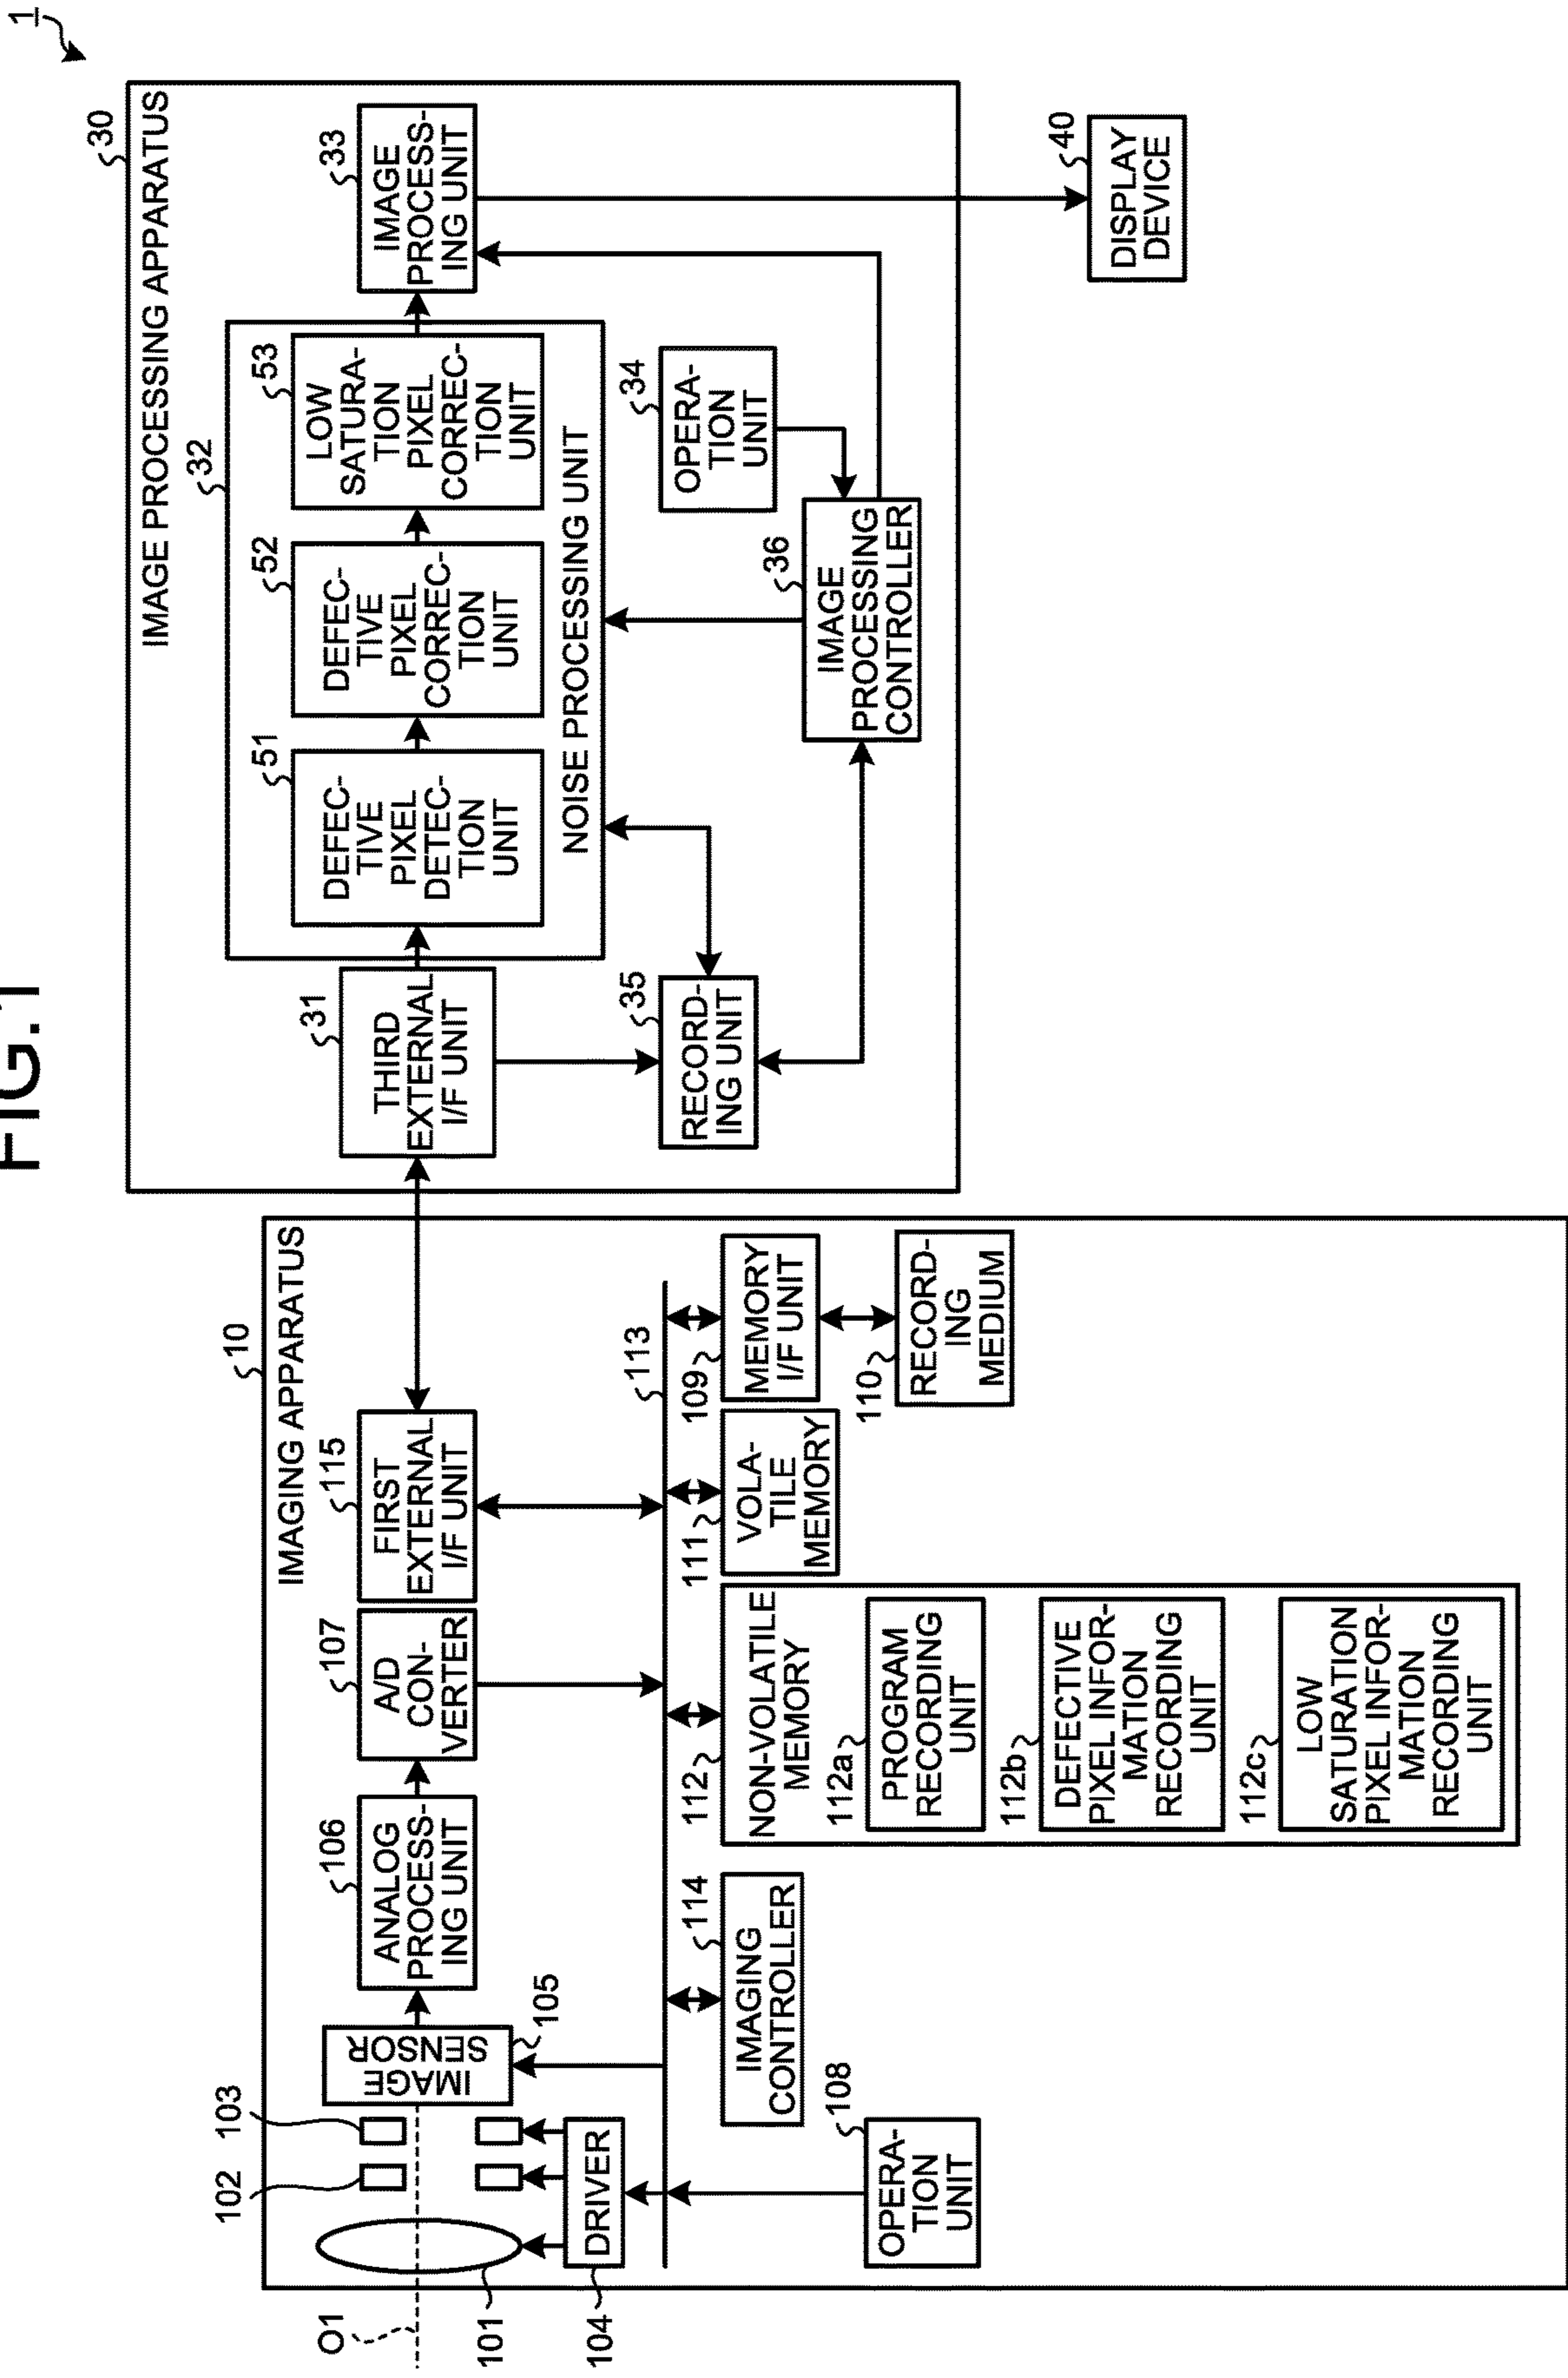 FIG.1
1
IMAGING APPARATUS
10
O1
101
102
103
DRIVER
104
IMAGE
SENSOR
105
ANALOG
PROCESS-
ING UNIT
106
A/D
CON-
VERTER
107
FIRST
EXTERNAL
I/F UNIT
115
113
OPERA-
TION
UNIT
108
IMAGING
CONTROLLER
114
NON-VOLATILE
MEMORY
112
PROGRAM
RECORDING
UNIT
112a
DEFECTIVE
PIXEL INFOR-
MATION
RECORDING
UNIT
112b
LOW
SATURATION
PIXEL INFOR-
MATION
RECORDING
UNIT
112c
VOLA-
TILE
MEMORY
111
MEMORY
I/F UNIT
109
RECORD-
ING
MEDIUM
110
IMAGE PROCESSING APPARATUS
30
THIRD
EXTERNAL
I/F UNIT
31
32
DEFEC-
TIVE
PIXEL
DETEC-
TION
UNIT
51
DEFEC-
TIVE
PIXEL
CORREC-
TION
UNIT
52
LOW
SATURA-
TION
PIXEL
CORREC-
TION
UNIT
53
NOISE PROCESSING UNIT
IMAGE
PROCESS-
ING UNIT
33
OPERA-
TION
UNIT
34
RECORD-
ING UNIT
35
IMAGE
PROCESSING
CONTROLLER
36
DISPLAY
DEVICE
40